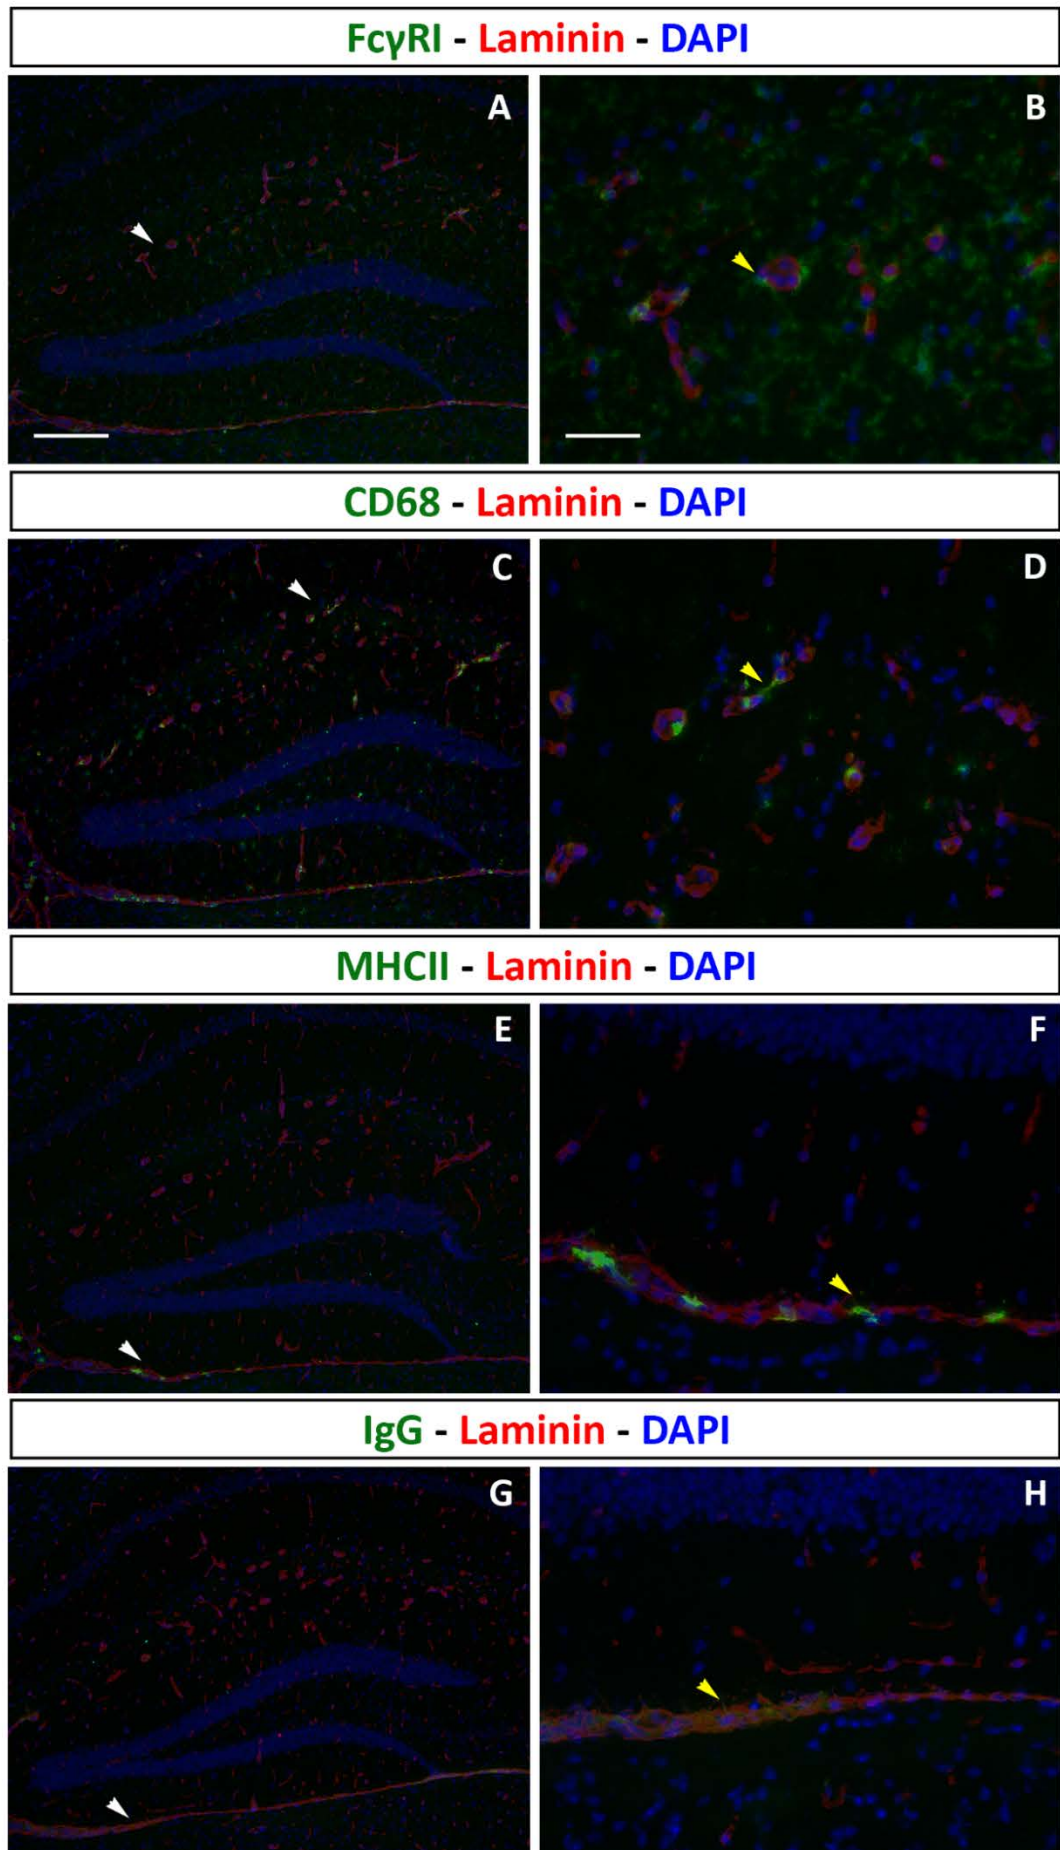 FcγRI - Laminin - DAPI
A
B
CD68 - Laminin - DAPI
C
D
MHCII - Laminin - DAPI
E
F
IgG - Laminin - DAPI
G
H